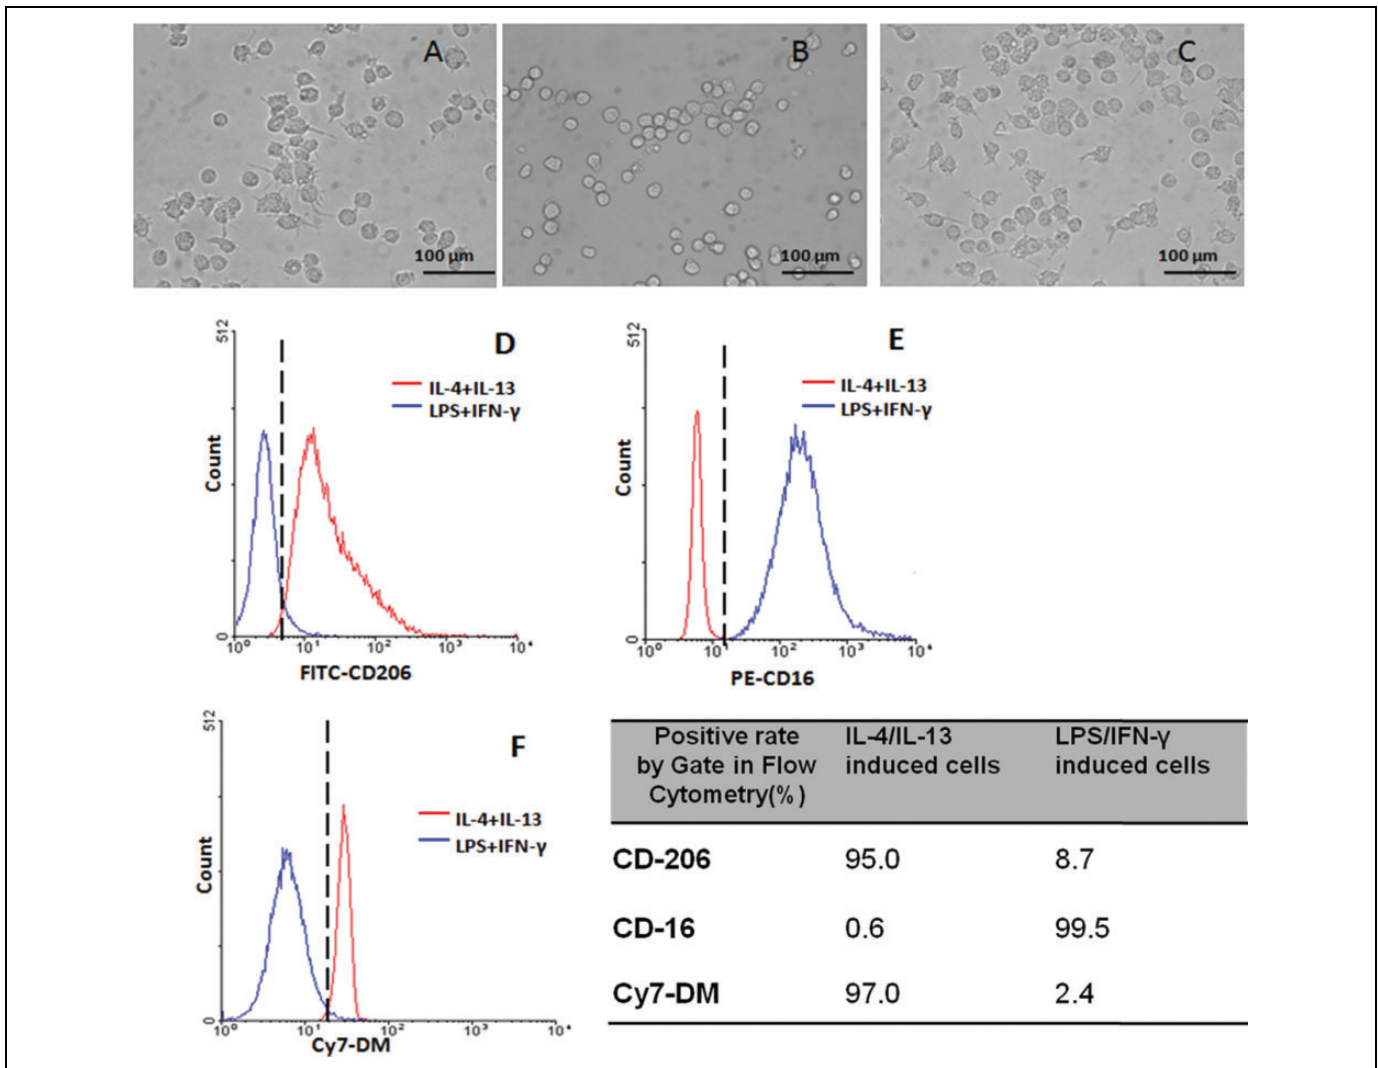 A
B
C
100 µm
100 µm
100 µm
512
D
IL-4+IL-13
LPS+IFN-γ
Count
0
10⁰
10¹
10²
10³
10⁴
FITC-CD206
512
E
IL-4+IL-13
LPS+IFN-γ
Count
0
10⁰
10¹
10²
10³
10⁴
PE-CD16
512
F
IL-4+IL-13
LPS+IFN-γ
Count
0
10⁰
10¹
10²
10³
10⁴
Cy7-DM
Positive rate
by Gate in Flow
Cytometry(%)
IL-4/IL-13
induced cells
LPS/IFN-γ
induced cells
CD-206 95.0 8.7
CD-16 0.6 99.5
Cy7-DM 97.0 2.4